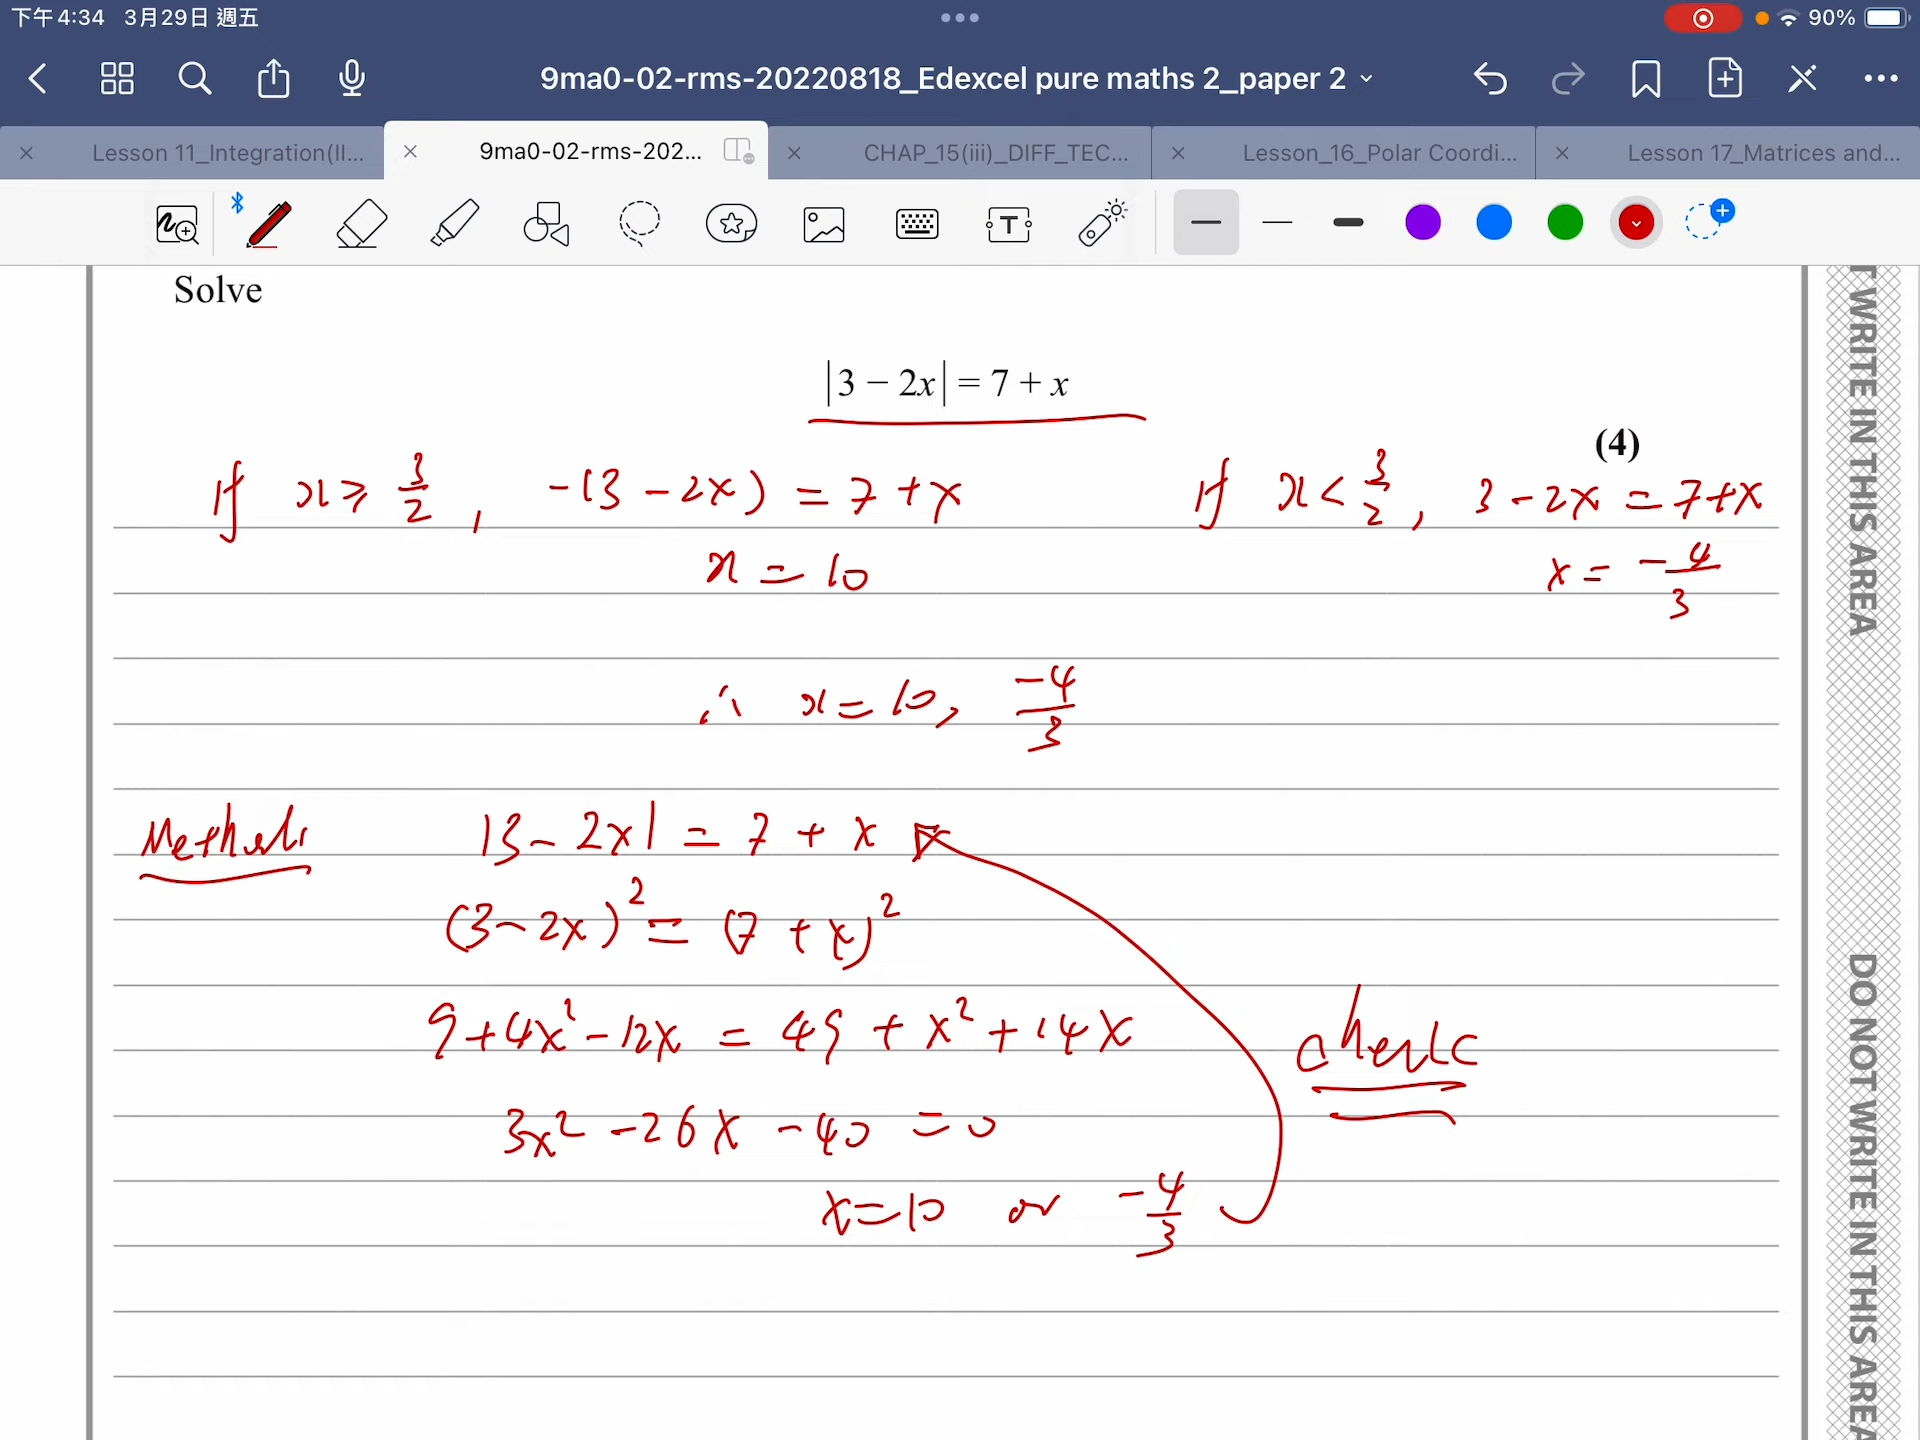 下午4:34 3月29日 週五 90%
9ma0-02-rms-20220818_Edexcel pure maths 2_paper 2
Lesson 11_Integration(II... 9ma0-02-rms-202... CHAP_15(iii)_DIFF_TEC... Lesson_16_Polar Coordi... Lesson 17_Matrices and...
Solve
|3 − 2x| = 7 + x
(4)
If x ≥ 3/2, -(3 - 2x) = 7 + x
x = 10
If x < 3/2, 3 - 2x = 7 + x
x = -4/3
∴ x = 10, -4/3
|3 - 2x| = 7 + x
(3 - 2x)² = (7 + x)²
9 + 4x² - 12x = 49 + x² + 14x
3x² - 26x - 40 = 0
x = 10 or -4/3
check
T WRITE IN THIS AREA
DO NOT WRITE IN THIS AREA